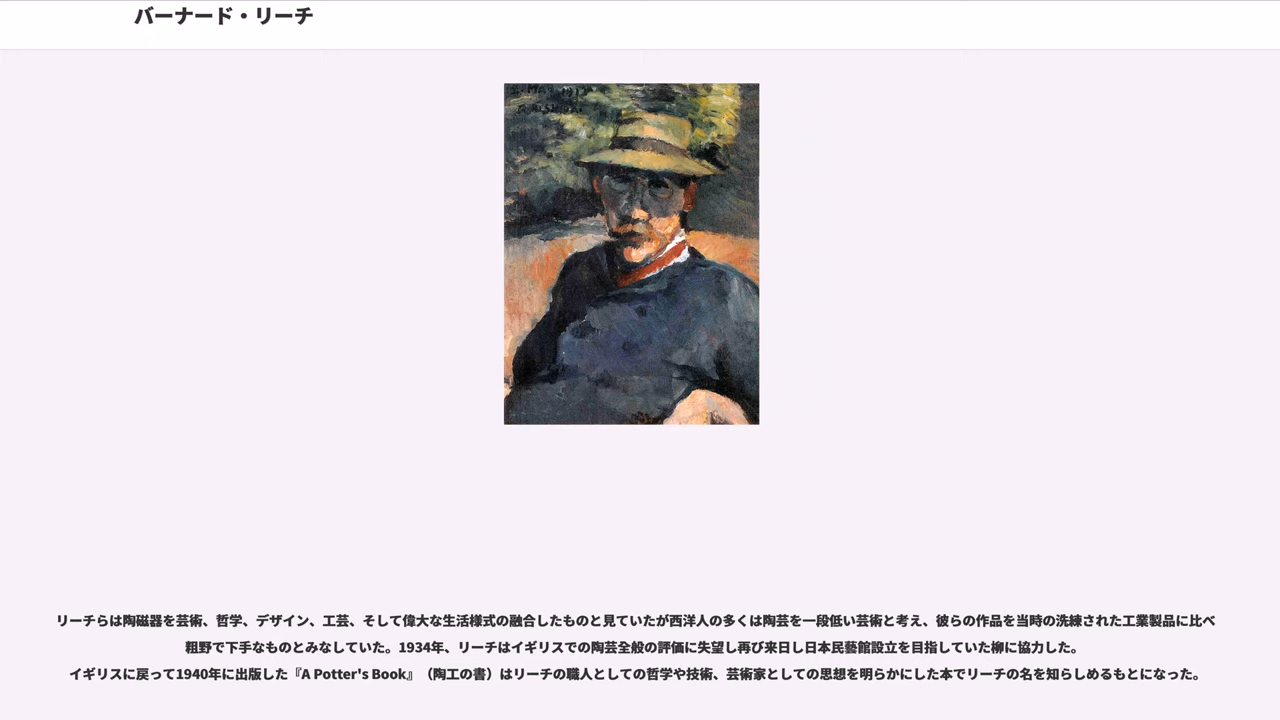 バーナード・リーチ
リーチらは陶磁器を芸術、哲学、デザイン、工芸、そして偉大な生活様式の融合したものと見ていたが西洋人の多くは陶芸を一段低い芸術と考え、彼らの作品を当時の洗練された工業製品に比べ
粗野で下手なものとみなしていた。1934年、リーチはイギリスでの陶芸全般の評価に失望し再び来日し日本民藝館設立を目指していた柳に協力した。
イギリスに戻って1940年に出版した『A Potter's Book』（陶工の書）はリーチの職人としての哲学や技術、芸術家としての思想を明らかにした本でリーチの名を知らしめるもとになった。